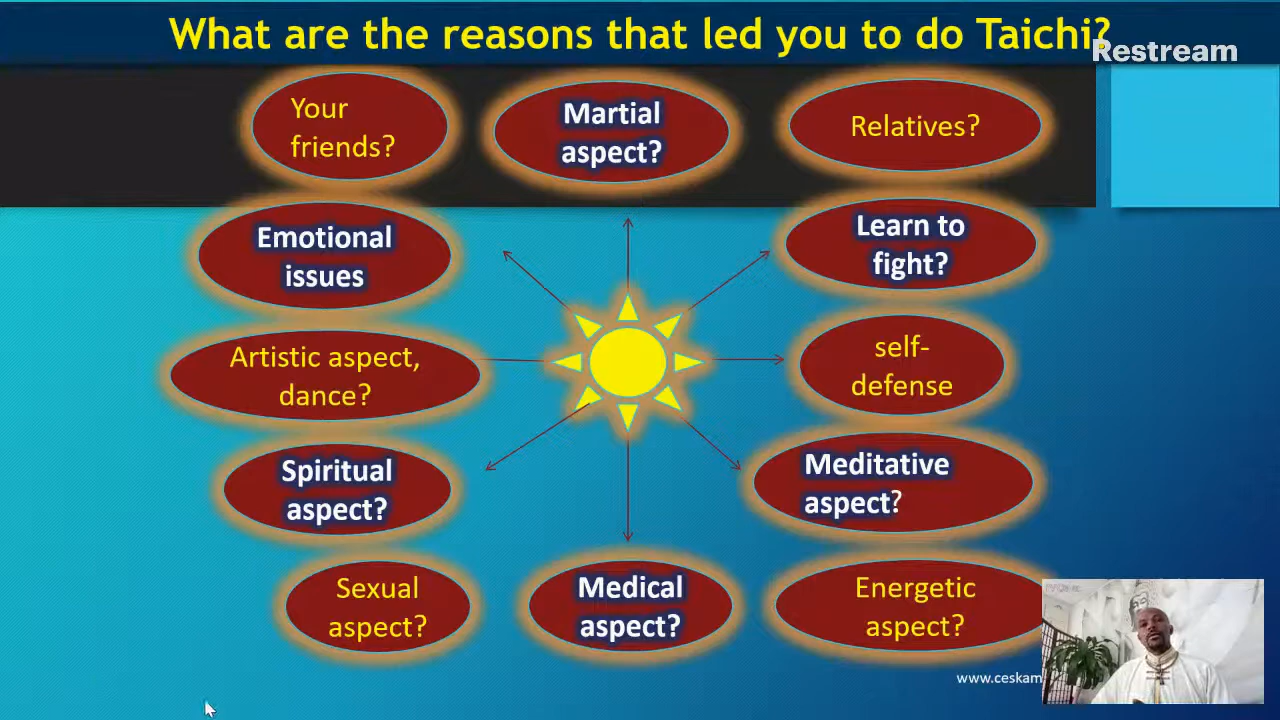 What are the reasons that led you to do Taichi?
Restream
Your
friends?
Martial
aspect?
Relatives?
Emotional
issues
Learn to
fight?
Artistic aspect,
dance?
self-
defense
Spiritual
aspect?
Meditative
aspect?
Sexual
aspect?
Medical
aspect?
Energetic
aspect?
www.ceskam